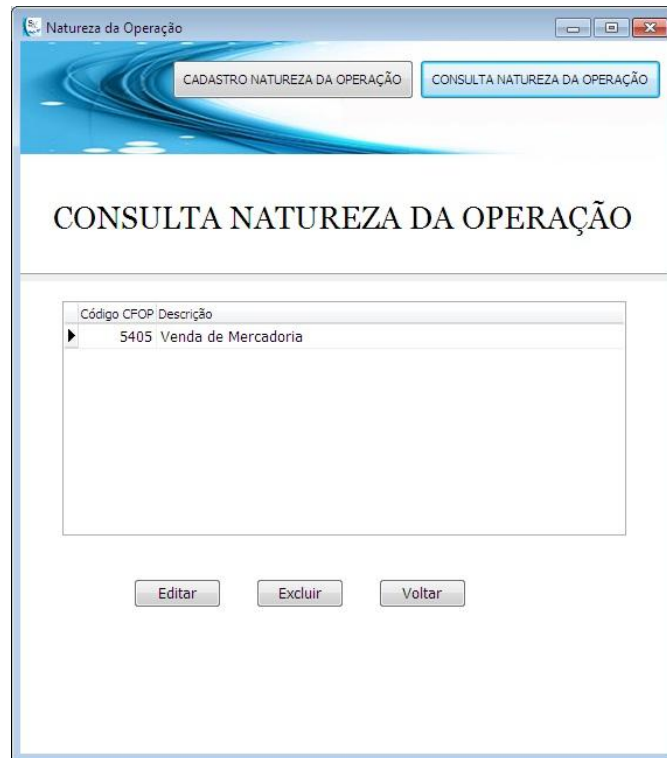 Natureza da Operação
CADASTRO NATUREZA DA OPERAÇÃO CONSULTA NATUREZA DA OPERAÇÃO
CONSULTA NATUREZA DA OPERAÇÃO
Código CFOP Descrição
5405 Venda de Mercadoria
Editar Excluir Voltar